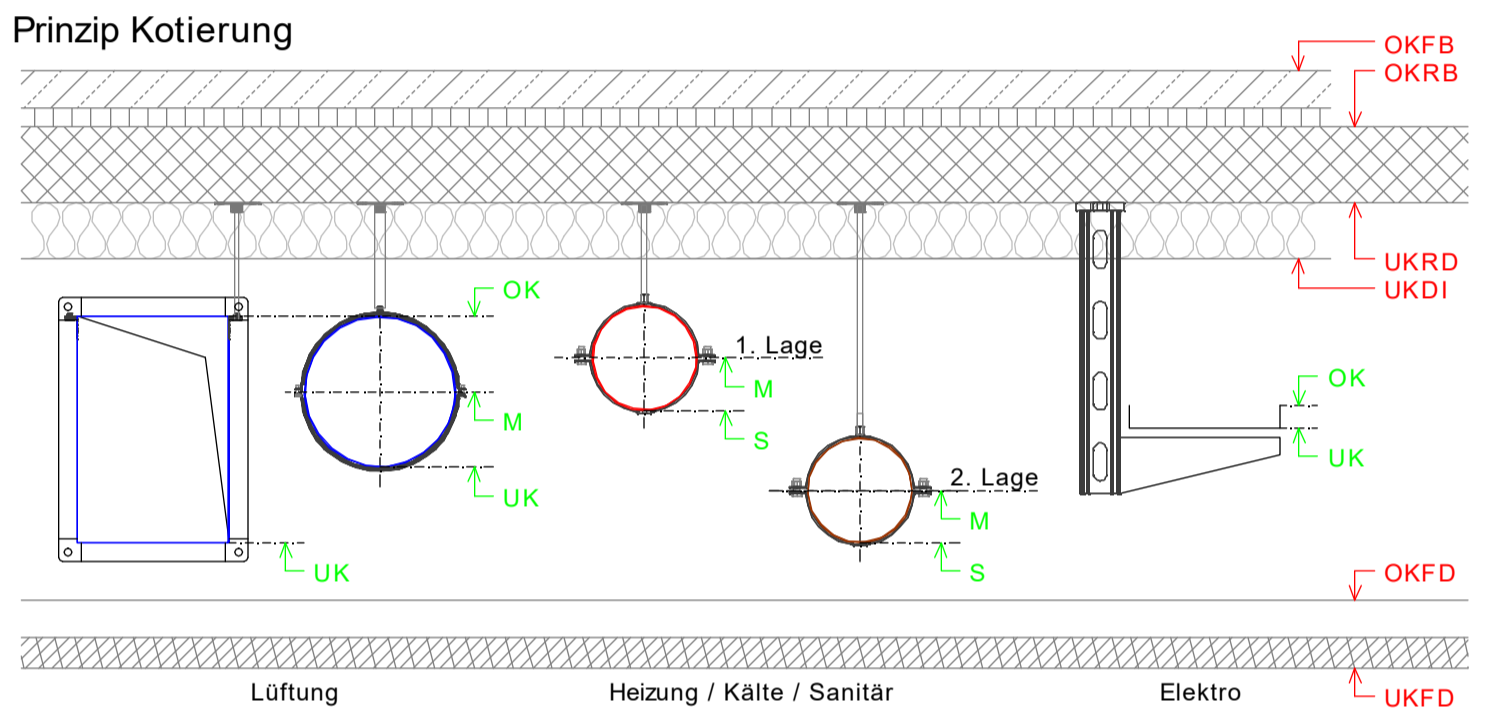 Prinzip Kotierung
OKFB
OKRB
UKRD
UKDI
OK
1. Lage
M
S
M
UK
UK
2. Lage
M
S
OK
UK
OKFD
UKFD
Lüftung
Heizung / Kälte / Sanitär
Elektro